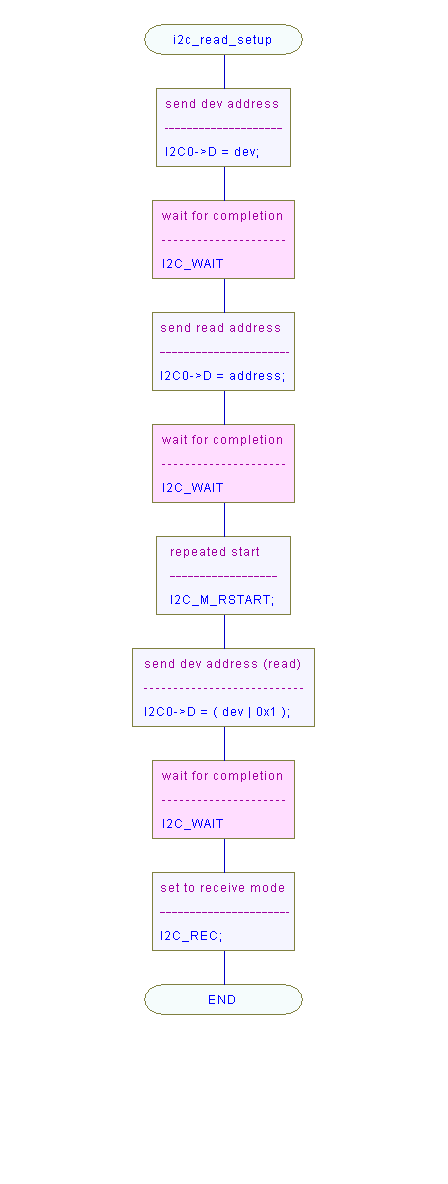 i2c_read_setup
send dev address
--------------------
I2C0->D = dev;
wait for completion
---------------------
I2C_WAIT
send read address
----------------------
I2C0->D = address;
wait for completion
---------------------
I2C_WAIT
repeated start
------------------
I2C_M_RSTART;
send dev address (read)
---------------------------
I2C0->D = ( dev | 0x1 );
wait for completion
---------------------
I2C_WAIT
set to receive mode
----------------------
I2C_REC;
END